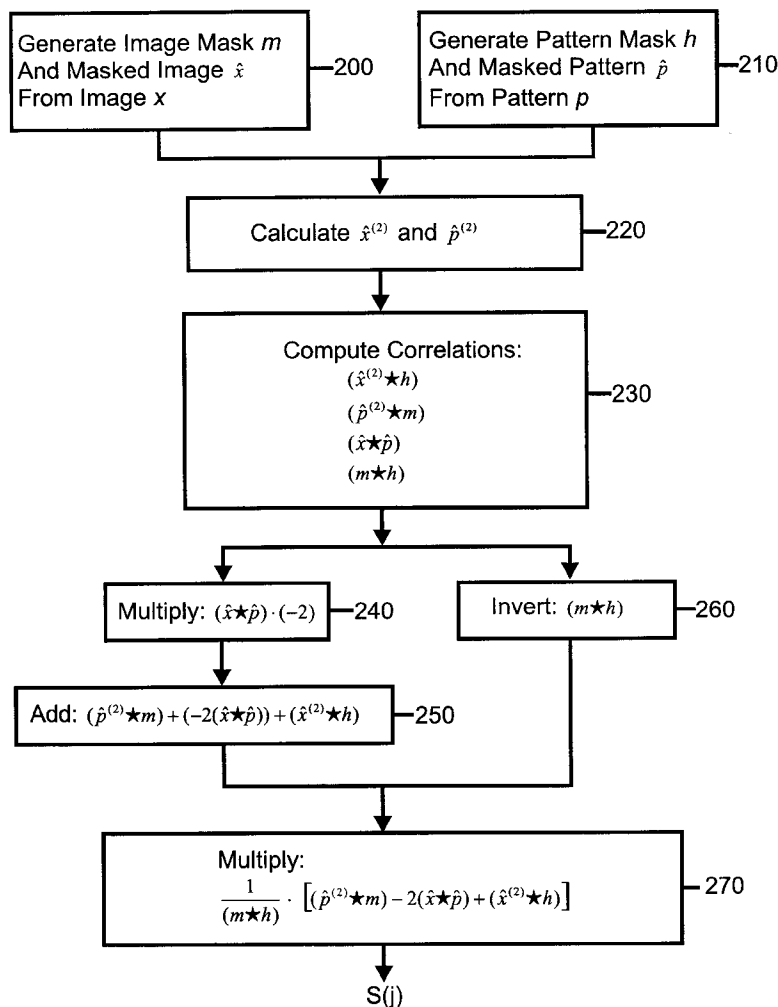 Generate Image Mask m
And Masked Image x̂
From Image x
200
Generate Pattern Mask h
And Masked Pattern p̂
From Pattern p
210
Calculate x̂⁽²⁾ and p̂⁽²⁾
220
Compute Correlations:
(x̂⁽²⁾★h)
(p̂⁽²⁾★m)
(x̂★p̂)
(m★h)
230
Multiply: (x̂★p̂)·(-2)
240
Invert: (m★h)
260
Add: (p̂⁽²⁾★m)+(-2(x̂★p̂))+(x̂⁽²⁾★h)
250
Multiply:
1/(m★h) · [(p̂⁽²⁾★m)−2(x̂★p̂)+(x̂⁽²⁾★h)]
270
S(j)